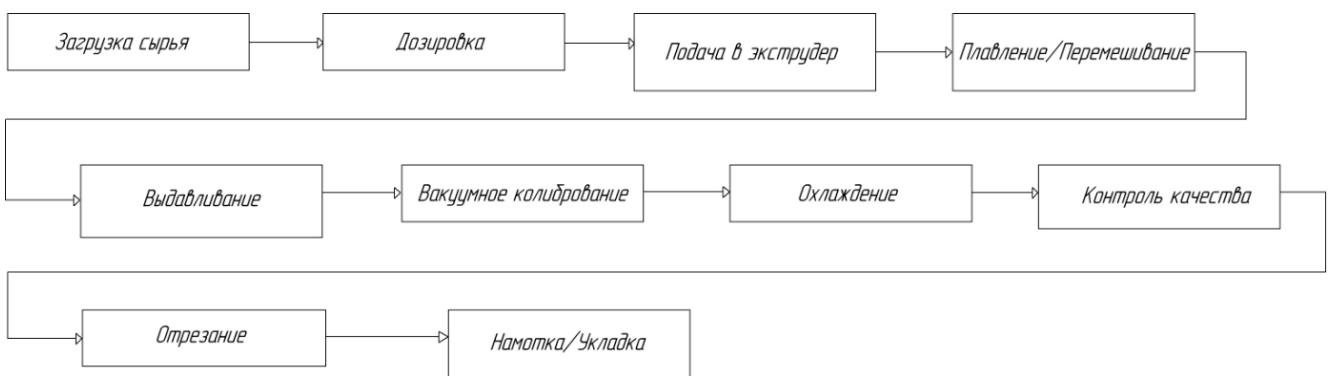 Загрузка сырья
Дозировка
Подача в экструдер
Плавление/Перемешивание
Выдавливание
Вакуумное колибрование
Охлаждение
Контроль качества
Отрезание
Намотка/Укладка